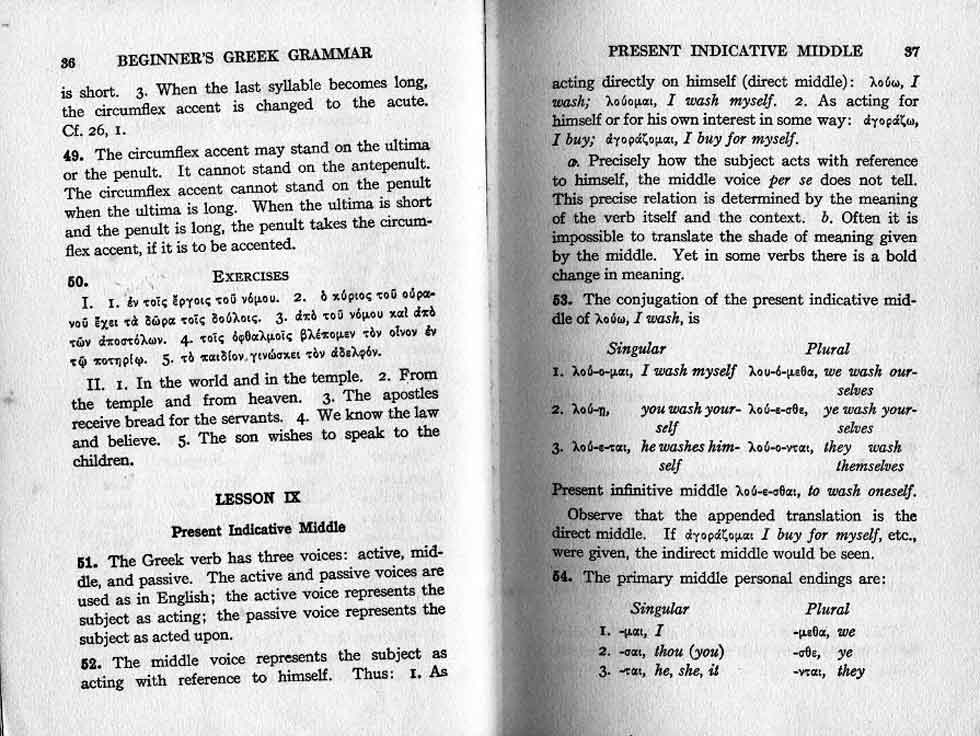 36 BEGINNER'S GREEK GRAMMAR
is short. 3. When the last syllable becomes long,
the circumflex accent is changed to the acute.
Cf. 26, 1.
49. The circumflex accent may stand on the ultima
or the penult. It cannot stand on the antepenult.
The circumflex accent cannot stand on the penult
when the ultima is long. When the ultima is short
and the penult is long, the penult takes the circum-
flex accent, if it is to be accented.
50. EXERCISES
I. 1. ἐν τοῖς ἔργοις τοῦ νόμου. 2. ὁ κύριος τοῦ οὐρα-
νοῦ ἔχει τὰ δῶρα τοῖς δούλοις. 3. ἀπὸ τοῦ νόμου καὶ ἀπὸ
τῶν ἀποστόλων. 4. τοῖς ὀφθαλμοῖς βλέπομεν τὸν οἶνον ἐν
τῷ ποτηρίῳ. 5. τὸ παιδίον γινώσκει τὸν ἀδελφόν.
II. 1. In the world and in the temple. 2. From
the temple and from heaven. 3. The apostles
receive bread for the servants. 4. We know the law
and believe. 5. The son wishes to speak to the
children.
LESSON IX
Present Indicative Middle
51. The Greek verb has three voices: active, mid-
dle, and passive. The active and passive voices are
used as in English; the active voice represents the
subject as acting; the passive voice represents the
subject as acted upon.
52. The middle voice represents the subject as
acting with reference to himself. Thus: 1. As
PRESENT INDICATIVE MIDDLE 37
acting directly on himself (direct middle): λούω, I
wash; λούομαι, I wash myself. 2. As acting for
himself or for his own interest in some way: ἀγοράζω,
I buy; ἀγοράζομαι, I buy for myself.
a. Precisely how the subject acts with reference
to himself, the middle voice per se does not tell.
This precise relation is determined by the meaning
of the verb itself and the context. b. Often it is
impossible to translate the shade of meaning given
by the middle. Yet in some verbs there is a bold
change in meaning.
53. The conjugation of the present indicative mid-
dle of λούω, I wash, is
Singular Plural
1. λού-ο-μαι, I wash myself λου-ό-μεθα, we wash our-
selves
2. λού-ῃ, you wash your- λού-ε-σθε, ye wash your-
self selves
3. λού-ε-ται, he washes him- λού-ο-νται, they wash
self themselves
Present infinitive middle λού-ε-σθαι, to wash oneself.
Observe that the appended translation is the
direct middle. If ἀγοράζομαι I buy for myself, etc.,
were given, the indirect middle would be seen.
54. The primary middle personal endings are:
Singular Plural
1. -μαι, I -μεθα, we
2. -σαι, thou (you) -σθε, ye
3. -ται, he, she, it -νται, they